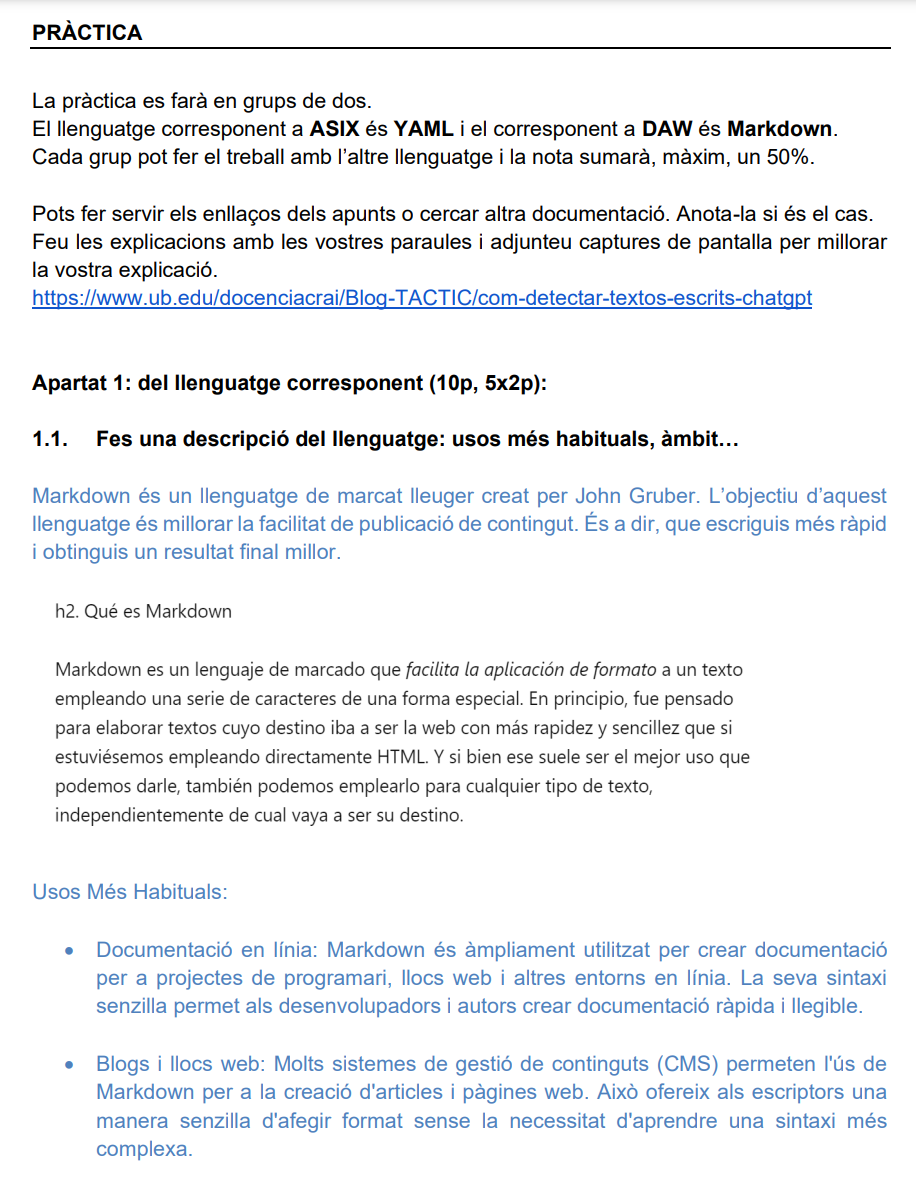 PRÀCTICA
La pràctica es farà en grups de dos.
El llenguatge corresponent a ASIX és YAML i el corresponent a DAW és Markdown.
Cada grup pot fer el treball amb l’altre llenguatge i la nota sumarà, màxim, un 50%.
Pots fer servir els enllaços dels apunts o cercar altra documentació. Anota-la si és el cas.
Feu les explicacions amb les vostres paraules i adjunteu captures de pantalla per millorar
la vostra explicació.
https://www.ub.edu/docenciacrai/Blog-TACTIC/com-detectar-textos-escrits-chatgpt
Apartat 1: del llenguatge corresponent (10p, 5x2p):
1.1. Fes una descripció del llenguatge: usos més habituals, àmbit…
Markdown és un llenguatge de marcat lleuger creat per John Gruber. L’objectiu d’aquest
llenguatge és millorar la facilitat de publicació de contingut. És a dir, que escriguis més ràpid
i obtinguis un resultat final millor.
h2. Qué es Markdown
Markdown es un lenguaje de marcado que facilita la aplicación de formato a un texto
empleando una serie de caracteres de una forma especial. En principio, fue pensado
para elaborar textos cuyo destino iba a ser la web con más rapidez y sencillez que si
estuviésemos empleando directamente HTML. Y si bien ese suele ser el mejor uso que
podemos darle, también podemos emplearlo para cualquier tipo de texto,
independientemente de cual vaya a ser su destino.
Usos Més Habituals:
• Documentació en línia: Markdown és àmpliament utilitzat per crear documentació
per a projectes de programari, llocs web i altres entorns en línia. La seva sintaxi
senzilla permet als desenvolupadors i autors crear documentació ràpida i llegible.
• Blogs i llocs web: Molts sistemes de gestió de continguts (CMS) permeten l'ús de
Markdown per a la creació d'articles i pàgines web. Això ofereix als escriptors una
manera senzilla d'afegir format sense la necessitat d'aprendre una sintaxi més
complexa.